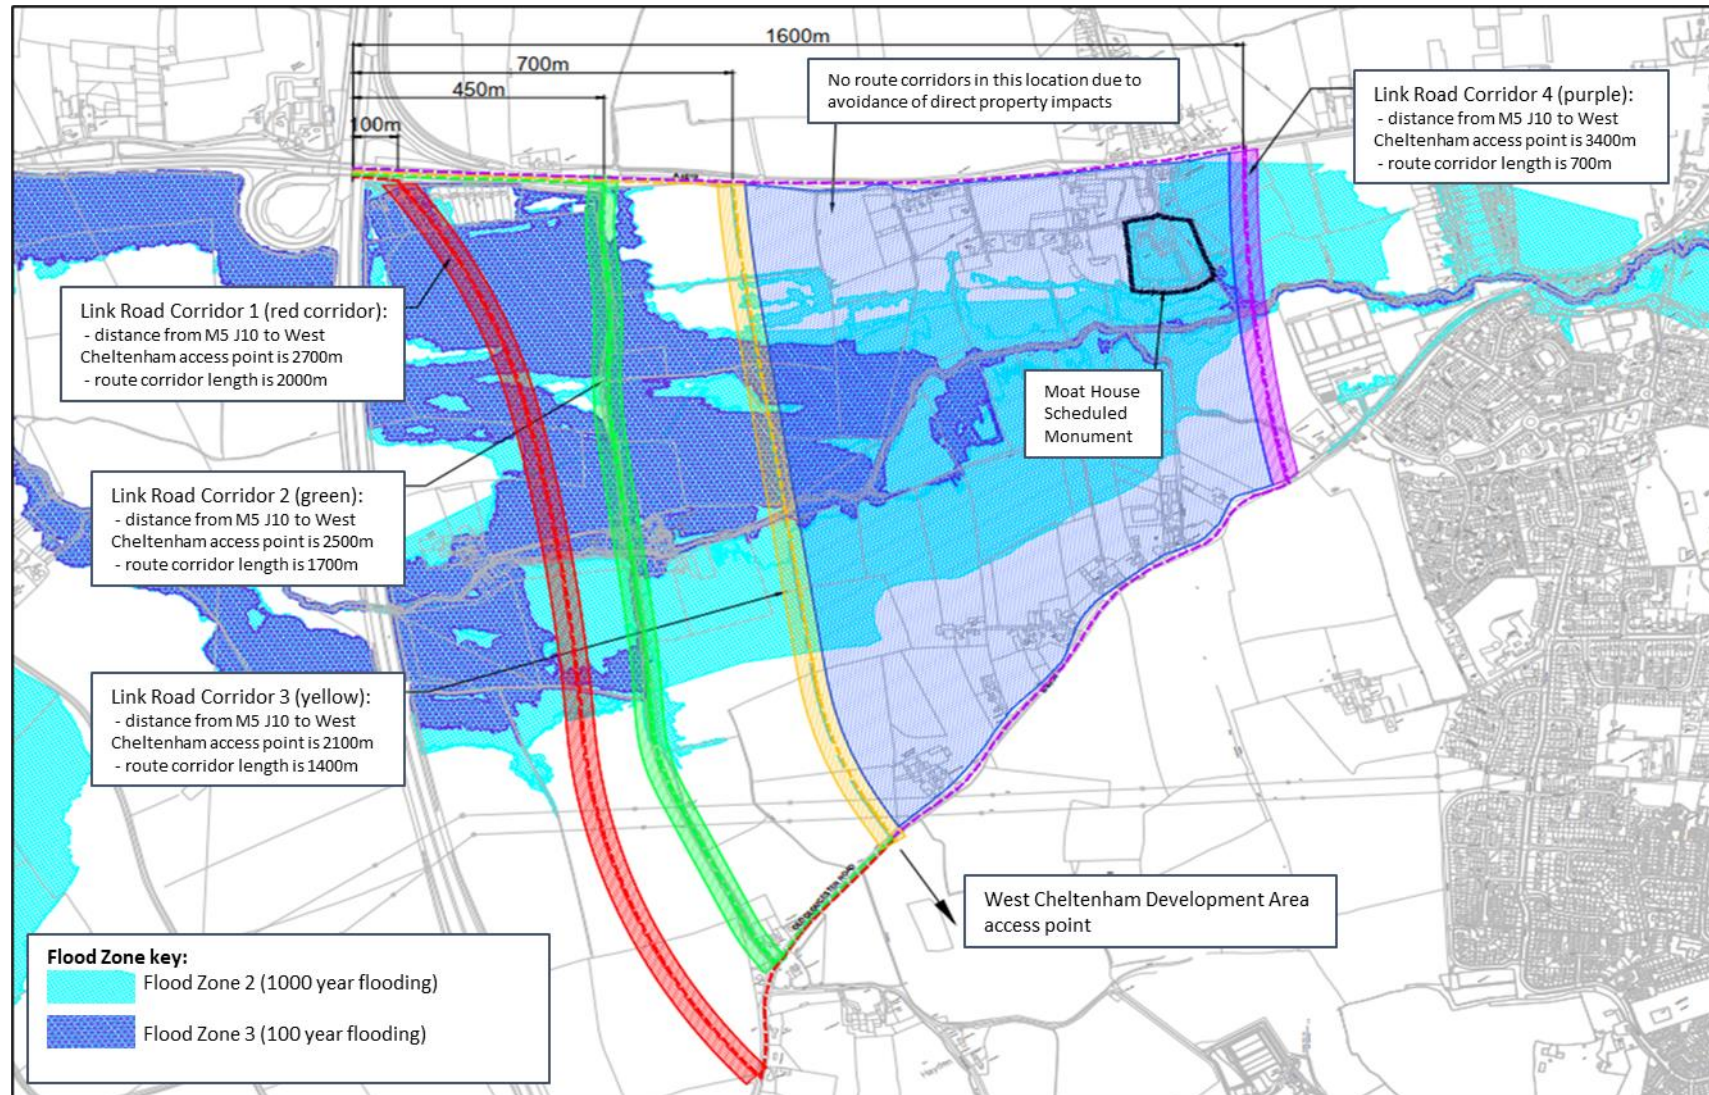 1600m
700m
450m
100m
No route corridors in this location due to
avoidance of direct property impacts
Link Road Corridor 4 (purple):
- distance from M5 J10 to West
Cheltenham access point is 3400m
- route corridor length is 700m
Link Road Corridor 1 (red corridor):
- distance from M5 J10 to West
Cheltenham access point is 2700m
- route corridor length is 2000m
Moat House
Scheduled
Monument
Link Road Corridor 2 (green):
- distance from M5 J10 to West
Cheltenham access point is 2500m
- route corridor length is 1700m
Link Road Corridor 3 (yellow):
- distance from M5 J10 to West
Cheltenham access point is 2100m
- route corridor length is 1400m
OLD GLOUCESTER ROAD
West Cheltenham Development Area
access point
Flood Zone key:
Flood Zone 2 (1000 year flooding)
Flood Zone 3 (100 year flooding)
Hayden